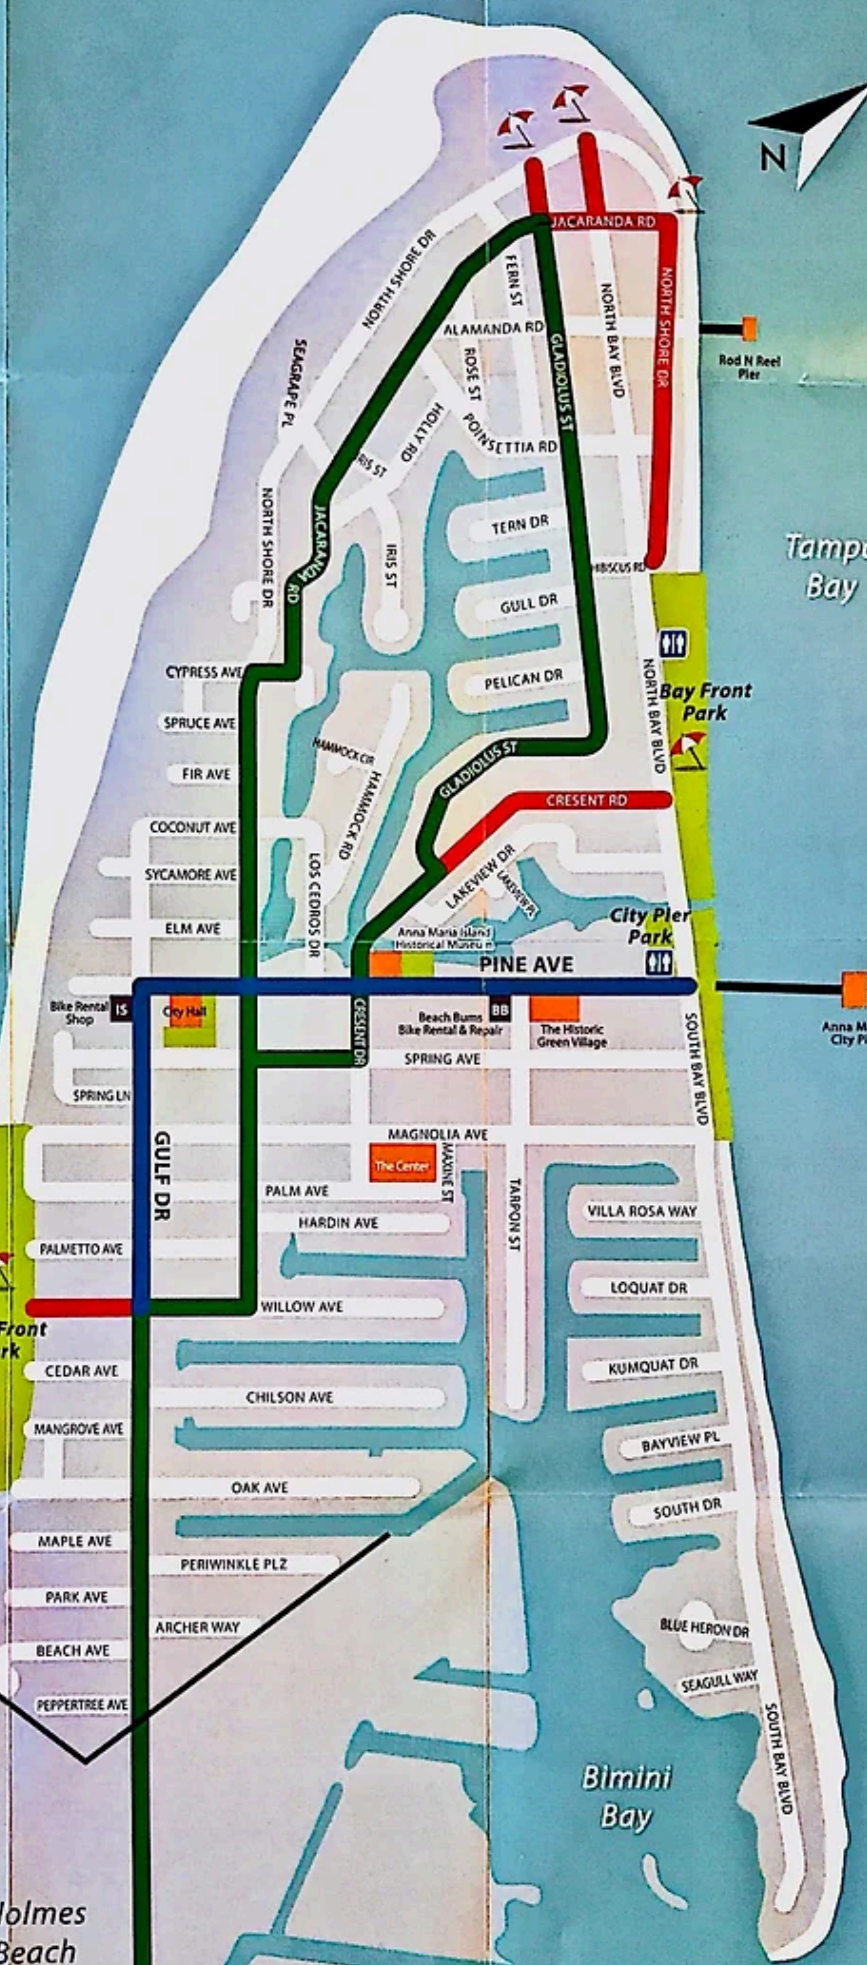 N
JACARANDA RD
NORTH SHORE DR
FERN ST
NORTH BAY BLVD
NORTH SHORE DR
ALAMANDA RD
GLADIOLUS ST
Rod N Reel
Pier
SEAGRAPE PL
ROSE ST
HOLLY RD
POINSETTIA RD
RIS ST
TERN DR
Tampa
Bay
NORTH SHORE DR
JACARANDA
RD
IRIS ST
HIBISCUS RD
GULL DR
CYPRESS AVE
PELICAN DR
NORTH BAY BLVD
Bay Front
Park
SPRUCE AVE
HAMMOCK CIR
GLADIOLUS ST
FIR AVE
HAMMOCK RD
CRESENT RD
COCONUT AVE
LOS CEDROS DR
LAKEVIEW DR
LAKEVIEW PL
SYCAMORE AVE
City Pier
Park
ELM AVE
Anna Maria Island
Historical Museum
PINE AVE
Bike Rental
Shop
IS
City Hall
CRESENT DR
Beach Bums
Bike Rental & Repair
BB
The Historic
Green Village
SOUTH BAY BLVD
Anna M
City Pi
SPRING AVE
SPRING LN
GULF DR
MAGNOLIA AVE
The Center
MAXINE ST
PALM AVE
TARPON ST
HARDIN AVE
VILLA ROSA WAY
PALMETTO AVE
LOQUAT DR
WILLOW AVE
Front
rk
CEDAR AVE
KUMQUAT DR
CHILSON AVE
MANGROVE AVE
BAYVIEW PL
OAK AVE
SOUTH DR
MAPLE AVE
PERIWINKLE PLZ
PARK AVE
ARCHER WAY
BLUE HERON DR
BEACH AVE
SEAGULL WAY
PEPPERTREE AVE
SOUTH BAY BLVD
Bimini
Bay
Holmes
Beach